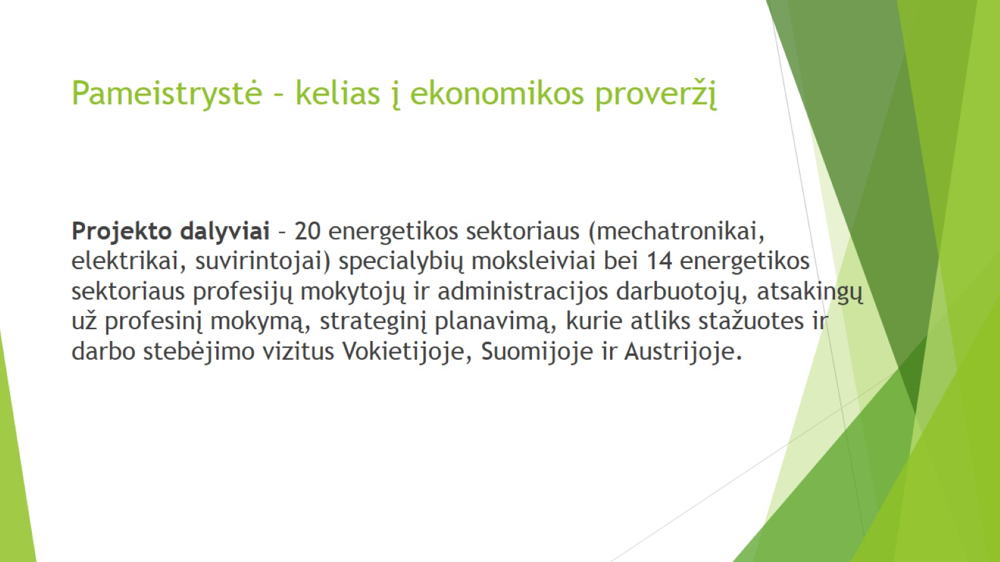 Pameistrystė – kelias į ekonomikos proveržį
Projekto dalyviai – 20 energetikos sektoriaus (mechatronikai,
elektrikai, suvirintojai) specialybių moksleiviai bei 14 energetikos
sektoriaus profesijų mokytojų ir administracijos darbuotojų, atsakingų
už profesinį mokymą, strateginį planavimą, kurie atliks stažuotes ir
darbo stebėjimo vizitus Vokietijoje, Suomijoje ir Austrijoje.